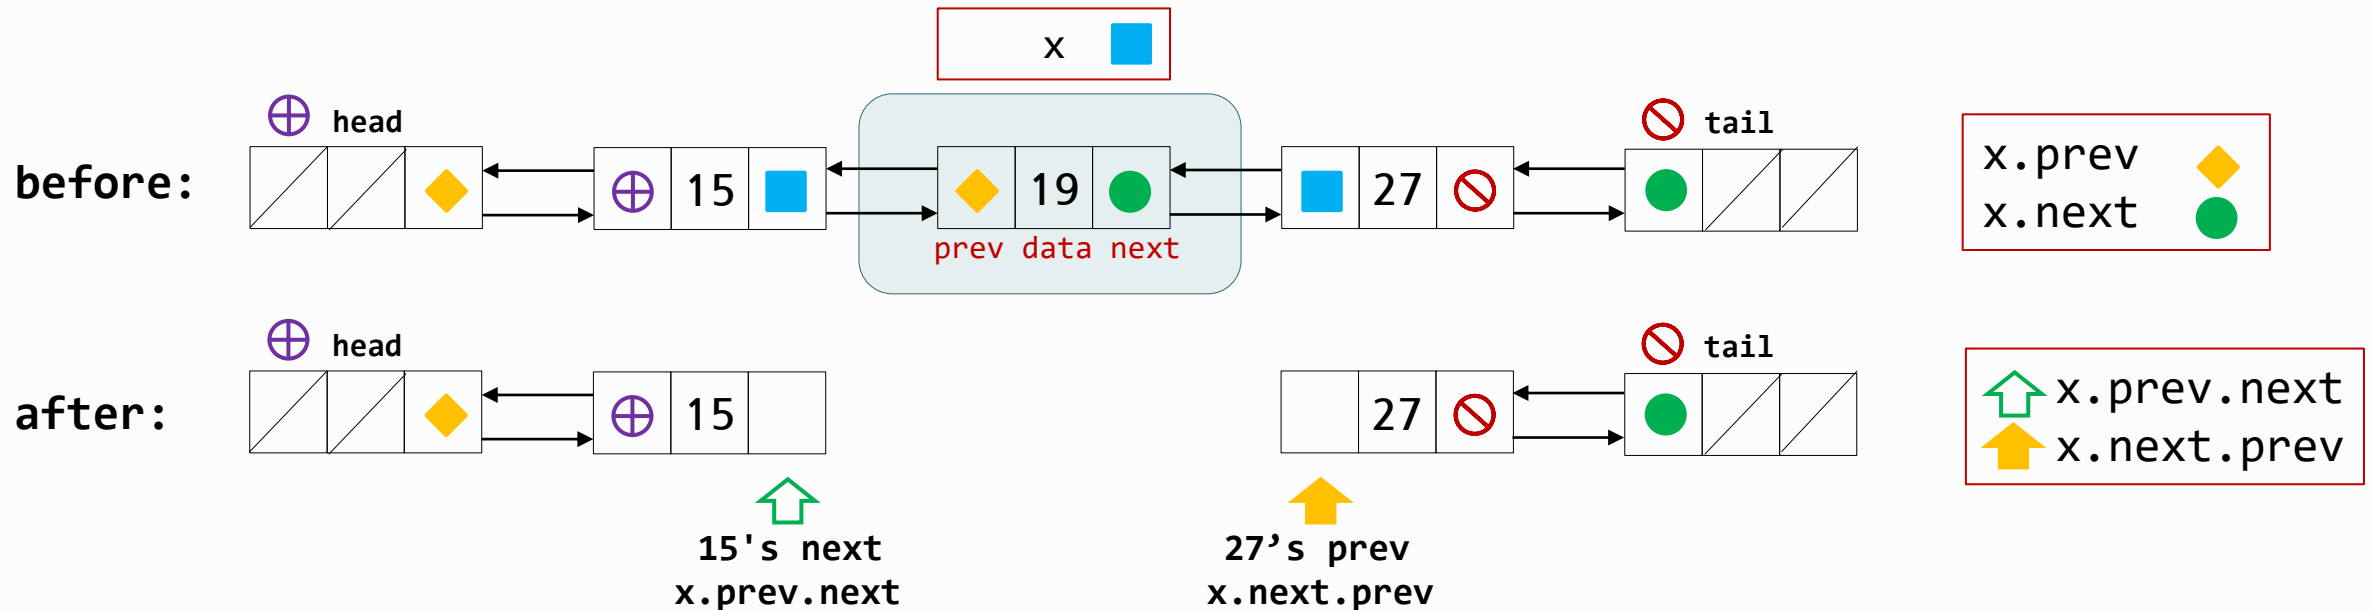 x
head
tail
before:
15
19
27
prev data next
x.prev
x.next
head
tail
after:
15
27
x.prev.next
x.next.prev
15's next
x.prev.next
27’s prev
x.next.prev